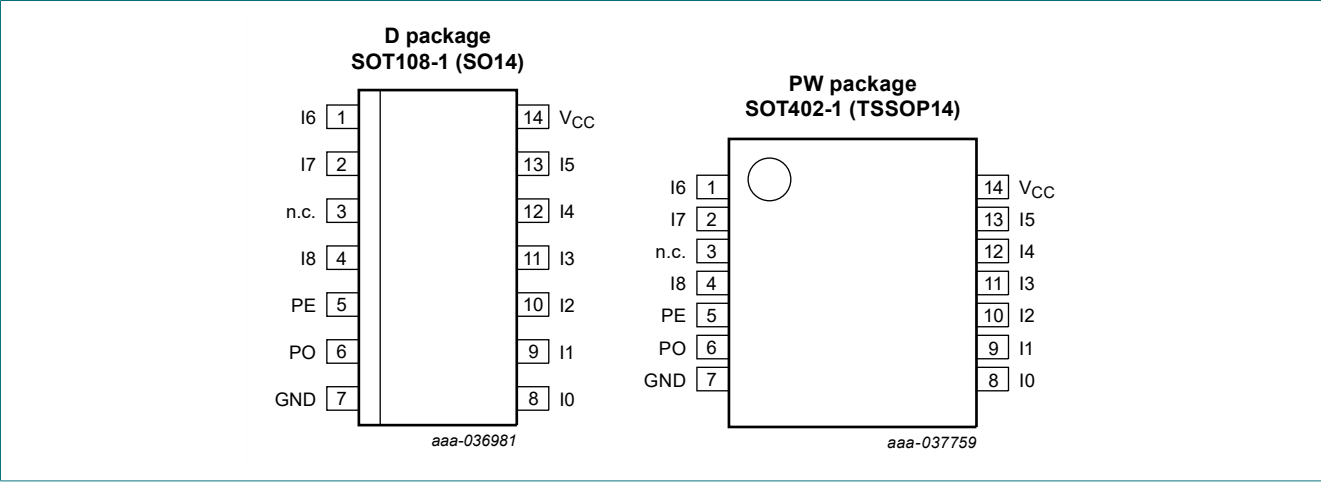 D package
SOT108-1 (SO14)
I6 1 14 VCC
I7 2 13 I5
n.c. 3 12 I4
I8 4 11 I3
PE 5 10 I2
PO 6 9 I1
GND 7 8 I0
aaa-036981
PW package
SOT402-1 (TSSOP14)
I6 1 14 VCC
I7 2 13 I5
n.c. 3 12 I4
I8 4 11 I3
PE 5 10 I2
PO 6 9 I1
GND 7 8 I0
aaa-037759